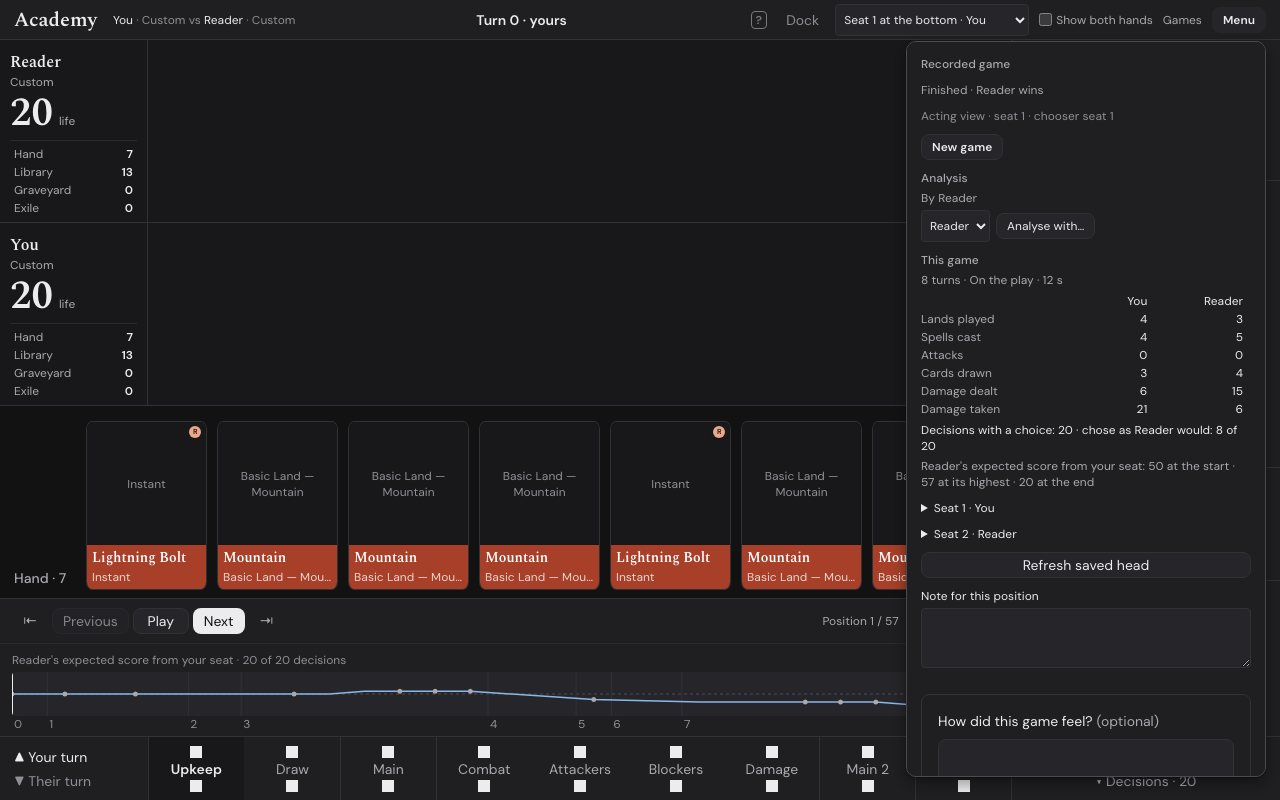 Academy You · Custom vs Reader · Custom Turn 0 · yours ? Dock Seat 1 at the bottom · You Show both hands Games Menu
Reader
Custom
20 life
Hand 7
Library 13
Graveyard 0
Exile 0
You
Custom
20 life
Hand 7
Library 13
Graveyard 0
Exile 0
Recorded game
Finished · Reader wins
Acting view · seat 1 · chooser seat 1
New game
Analysis
By Reader
Reader Analyse with...
This game
8 turns · On the play · 12 s
You Reader
Lands played 4 3
Spells cast 4 5
Attacks 0 0
Cards drawn 3 4
Damage dealt 6 15
Damage taken 21 6
Decisions with a choice: 20 · chose as Reader would: 8 of
20
Reader's expected score from your seat: 50 at the start ·
57 at its highest · 20 at the end
▶ Seat 1 · You
▶ Seat 2 · Reader
Refresh saved head
Note for this position
How did this game feel? (optional)
Hand · 7
R
Instant
Lightning Bolt
Instant
Basic Land —
Mountain
Mountain
Basic Land — Mou...
Basic Land —
Mountain
Mountain
Basic Land — Mou...
Basic Land —
Mountain
Mountain
Basic Land — Mou...
R
Instant
Lightning Bolt
Instant
Basic Land —
Mountain
Mountain
Basic Land — Mou...
Previous Play Next Position 1 / 57
Reader's expected score from your seat · 20 of 20 decisions
0 1 2 3 4 5 6 7
▲ Your turn
▼ Their turn
Upkeep Draw Main Combat Attackers Blockers Damage Main 2
Decisions · 20